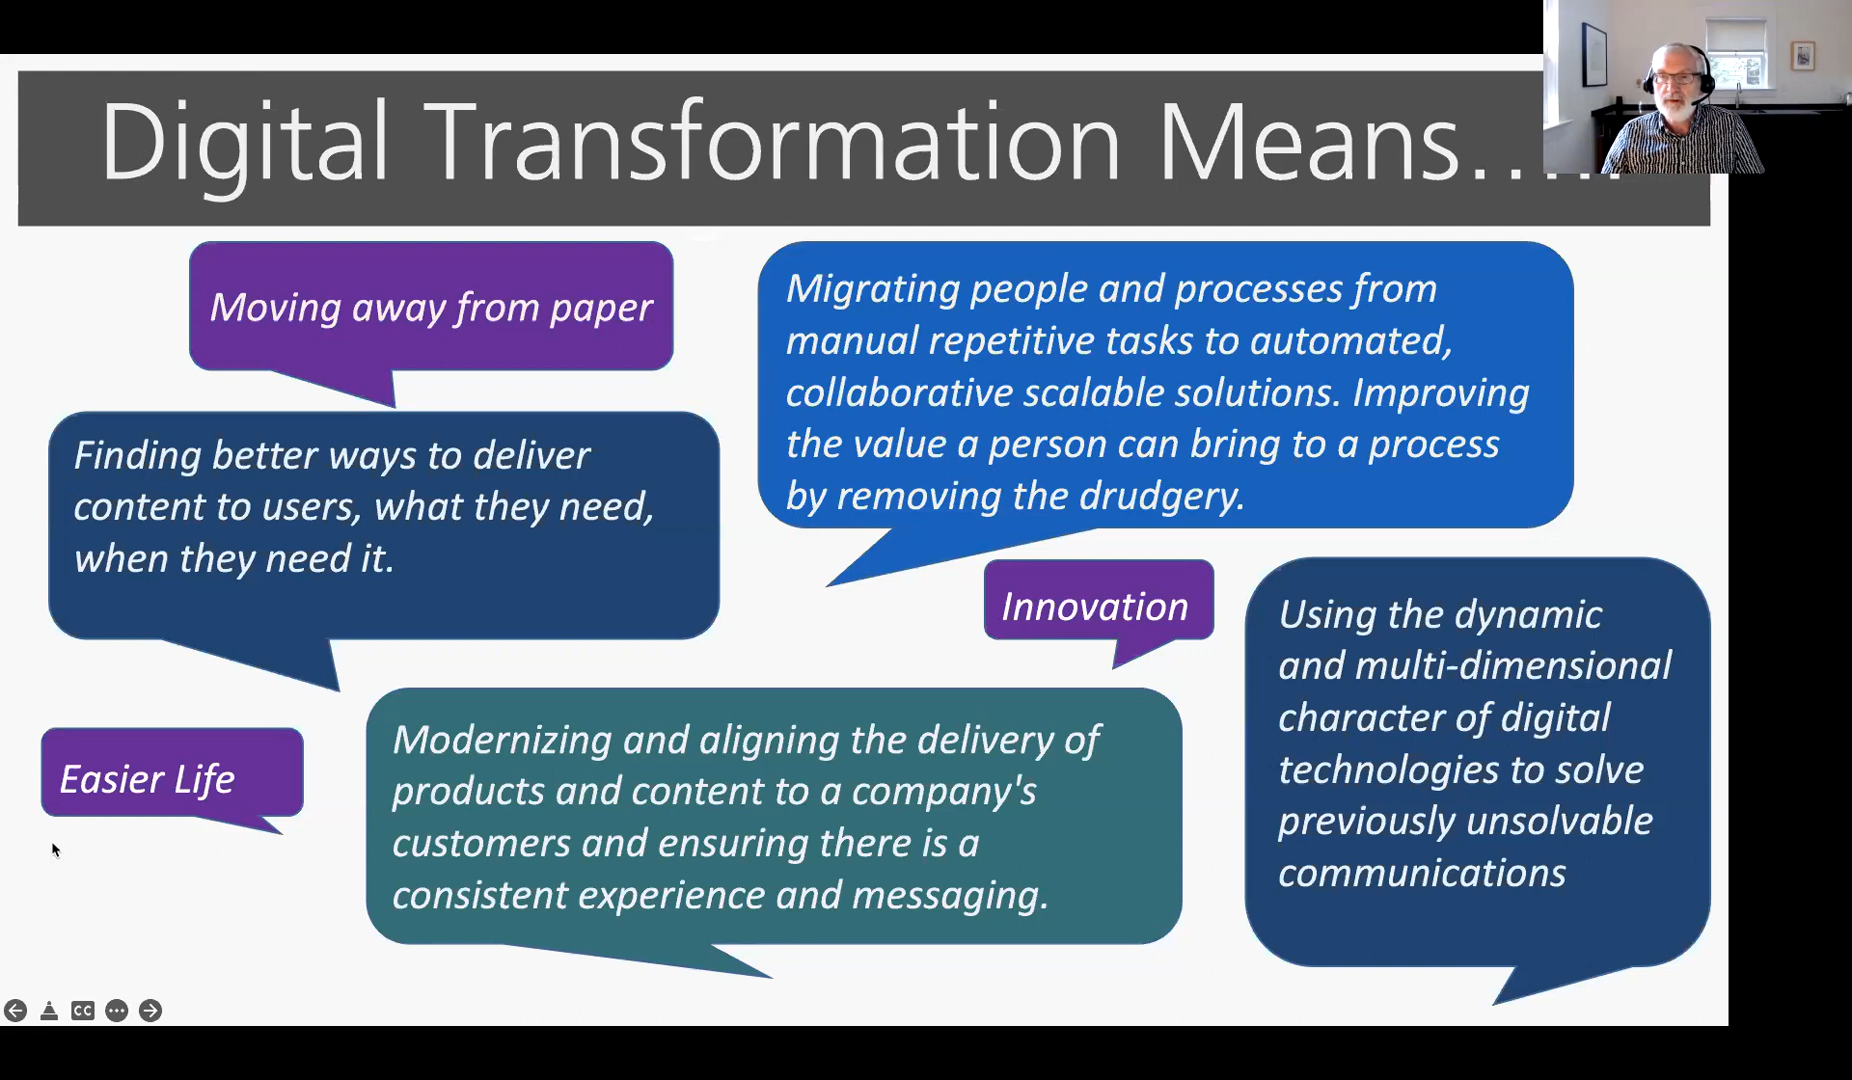 Digital Transformation Means.....
Moving away from paper
Migrating people and processes from
manual repetitive tasks to automated,
collaborative scalable solutions. Improving
the value a person can bring to a process
by removing the drudgery.
Finding better ways to deliver
content to users, what they need,
when they need it.
Innovation
Using the dynamic
and multi-dimensional
character of digital
technologies to solve
previously unsolvable
communications
Easier Life
Modernizing and aligning the delivery of
products and content to a company's
customers and ensuring there is a
consistent experience and messaging.
CC